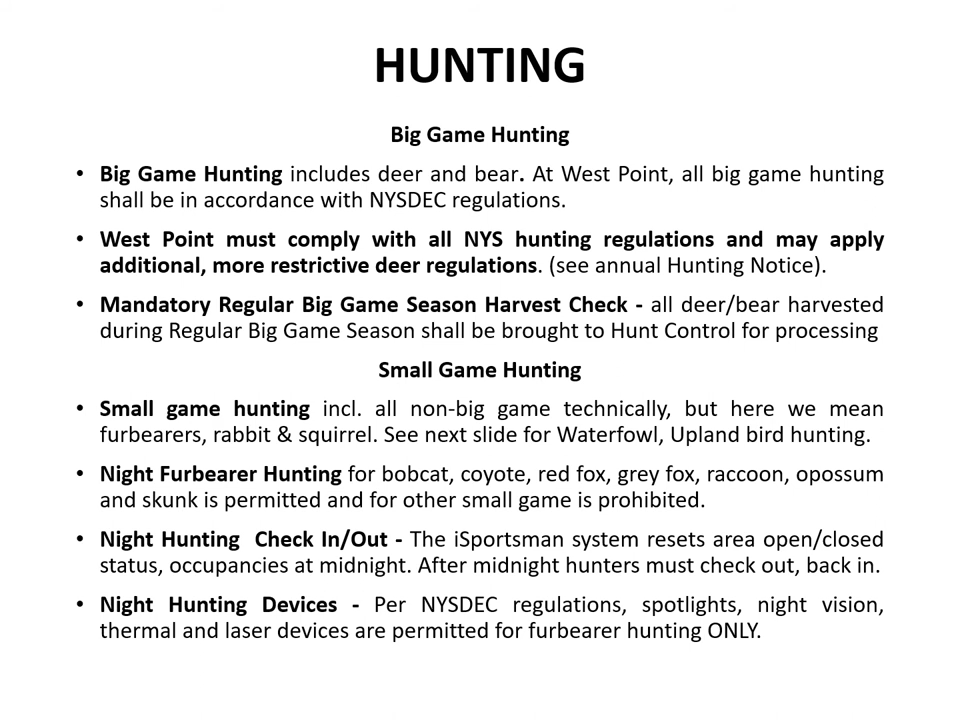 HUNTING
Big Game Hunting
• Big Game Hunting includes deer and bear. At West Point, all big game hunting
shall be in accordance with NYSDEC regulations.
• West Point must comply with all NYS hunting regulations and may apply
additional, more restrictive deer regulations. (see annual Hunting Notice).
• Mandatory Regular Big Game Season Harvest Check - all deer/bear harvested
during Regular Big Game Season shall be brought to Hunt Control for processing
Small Game Hunting
• Small game hunting incl. all non-big game technically, but here we mean
furbearers, rabbit & squirrel. See next slide for Waterfowl, Upland bird hunting.
• Night Furbearer Hunting for bobcat, coyote, red fox, grey fox, raccoon, opossum
and skunk is permitted and for other small game is prohibited.
• Night Hunting  Check In/Out - The iSportsman system resets area open/closed
status, occupancies at midnight. After midnight hunters must check out, back in.
• Night Hunting Devices - Per NYSDEC regulations, spotlights, night vision,
thermal and laser devices are permitted for furbearer hunting ONLY.